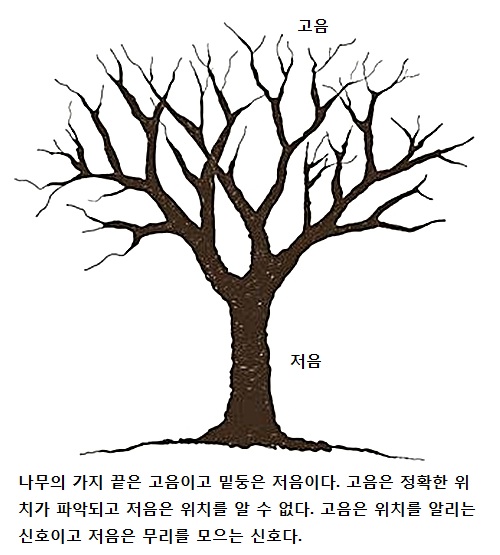 고음
저음
나무의 가지 끝은 고음이고 밑둥은 저음이다. 고음은 정확한 위
치가 파악되고 저음은 위치를 알 수 없다. 고음은 위치를 알리는
신호이고 저음은 무리를 모으는 신호다.